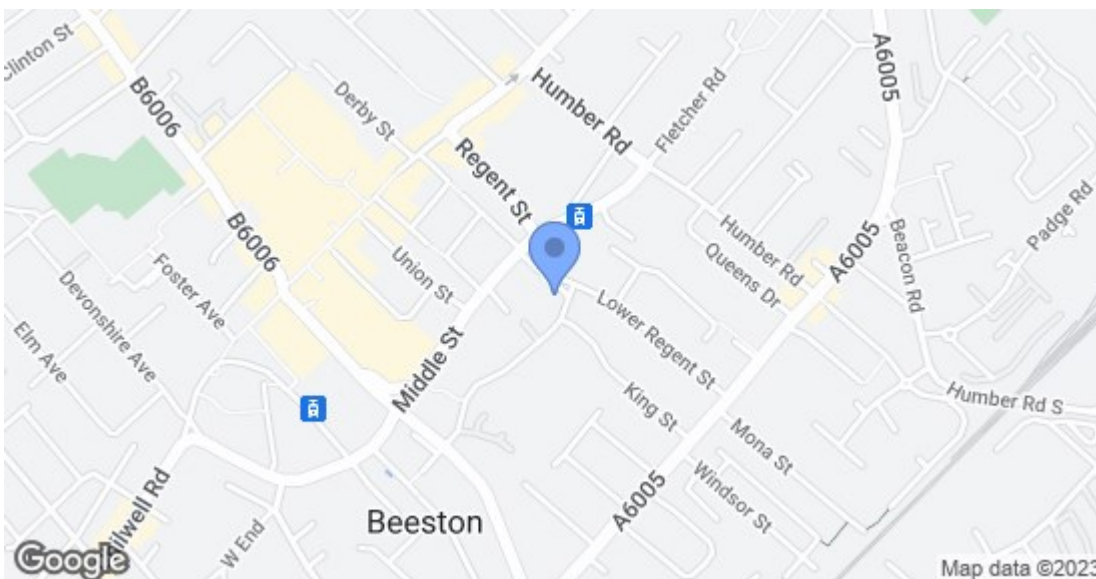 Clinton St
B6006
Derby St
Humber Rd
Fletcher Rd
A6005
Regent St
Padge Rd
Humber Rd
A6005
Beacon Rd
Queens Dr
B6006
Union St
Foster Ave
Devonshire Ave
Elm Ave
Lower Regent St
Middle St
King St
Humber Rd S
Mona St
Windsor St
A6005
W End
Beeston
Google
Map data ©2023